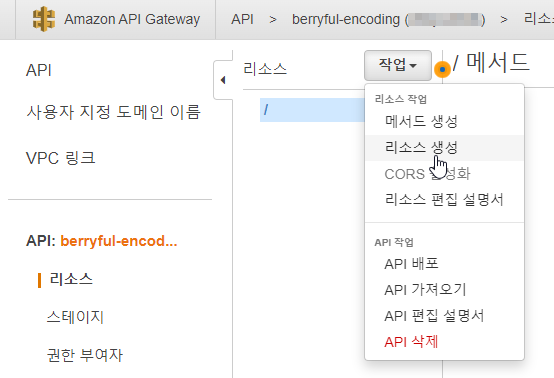 Amazon API Gateway API > berryful-encoding ( ) > 리소
API
사용자 지정 도메인 이름
VPC 링크
API: berryful-encod...
리소스
스테이지
권한 부여자
리소스 작업 / 메서드
/
리소스 작업
메서드 생성
리소스 생성
CORS 활성화
리소스 편집 설명서
API 작업
API 배포
API 가져오기
API 편집 설명서
API 삭제